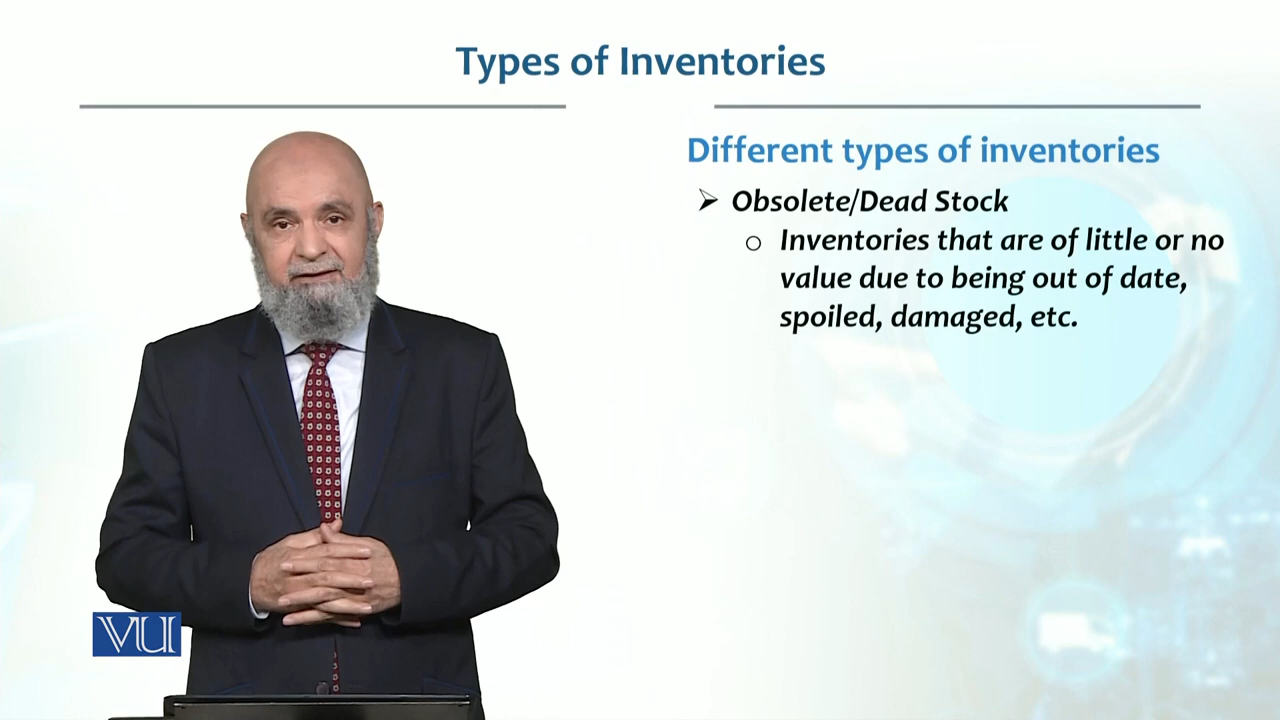 Types of Inventories
Different types of inventories
➢ Obsolete/Dead Stock
o Inventories that are of little or no
value due to being out of date,
spoiled, damaged, etc.
VU